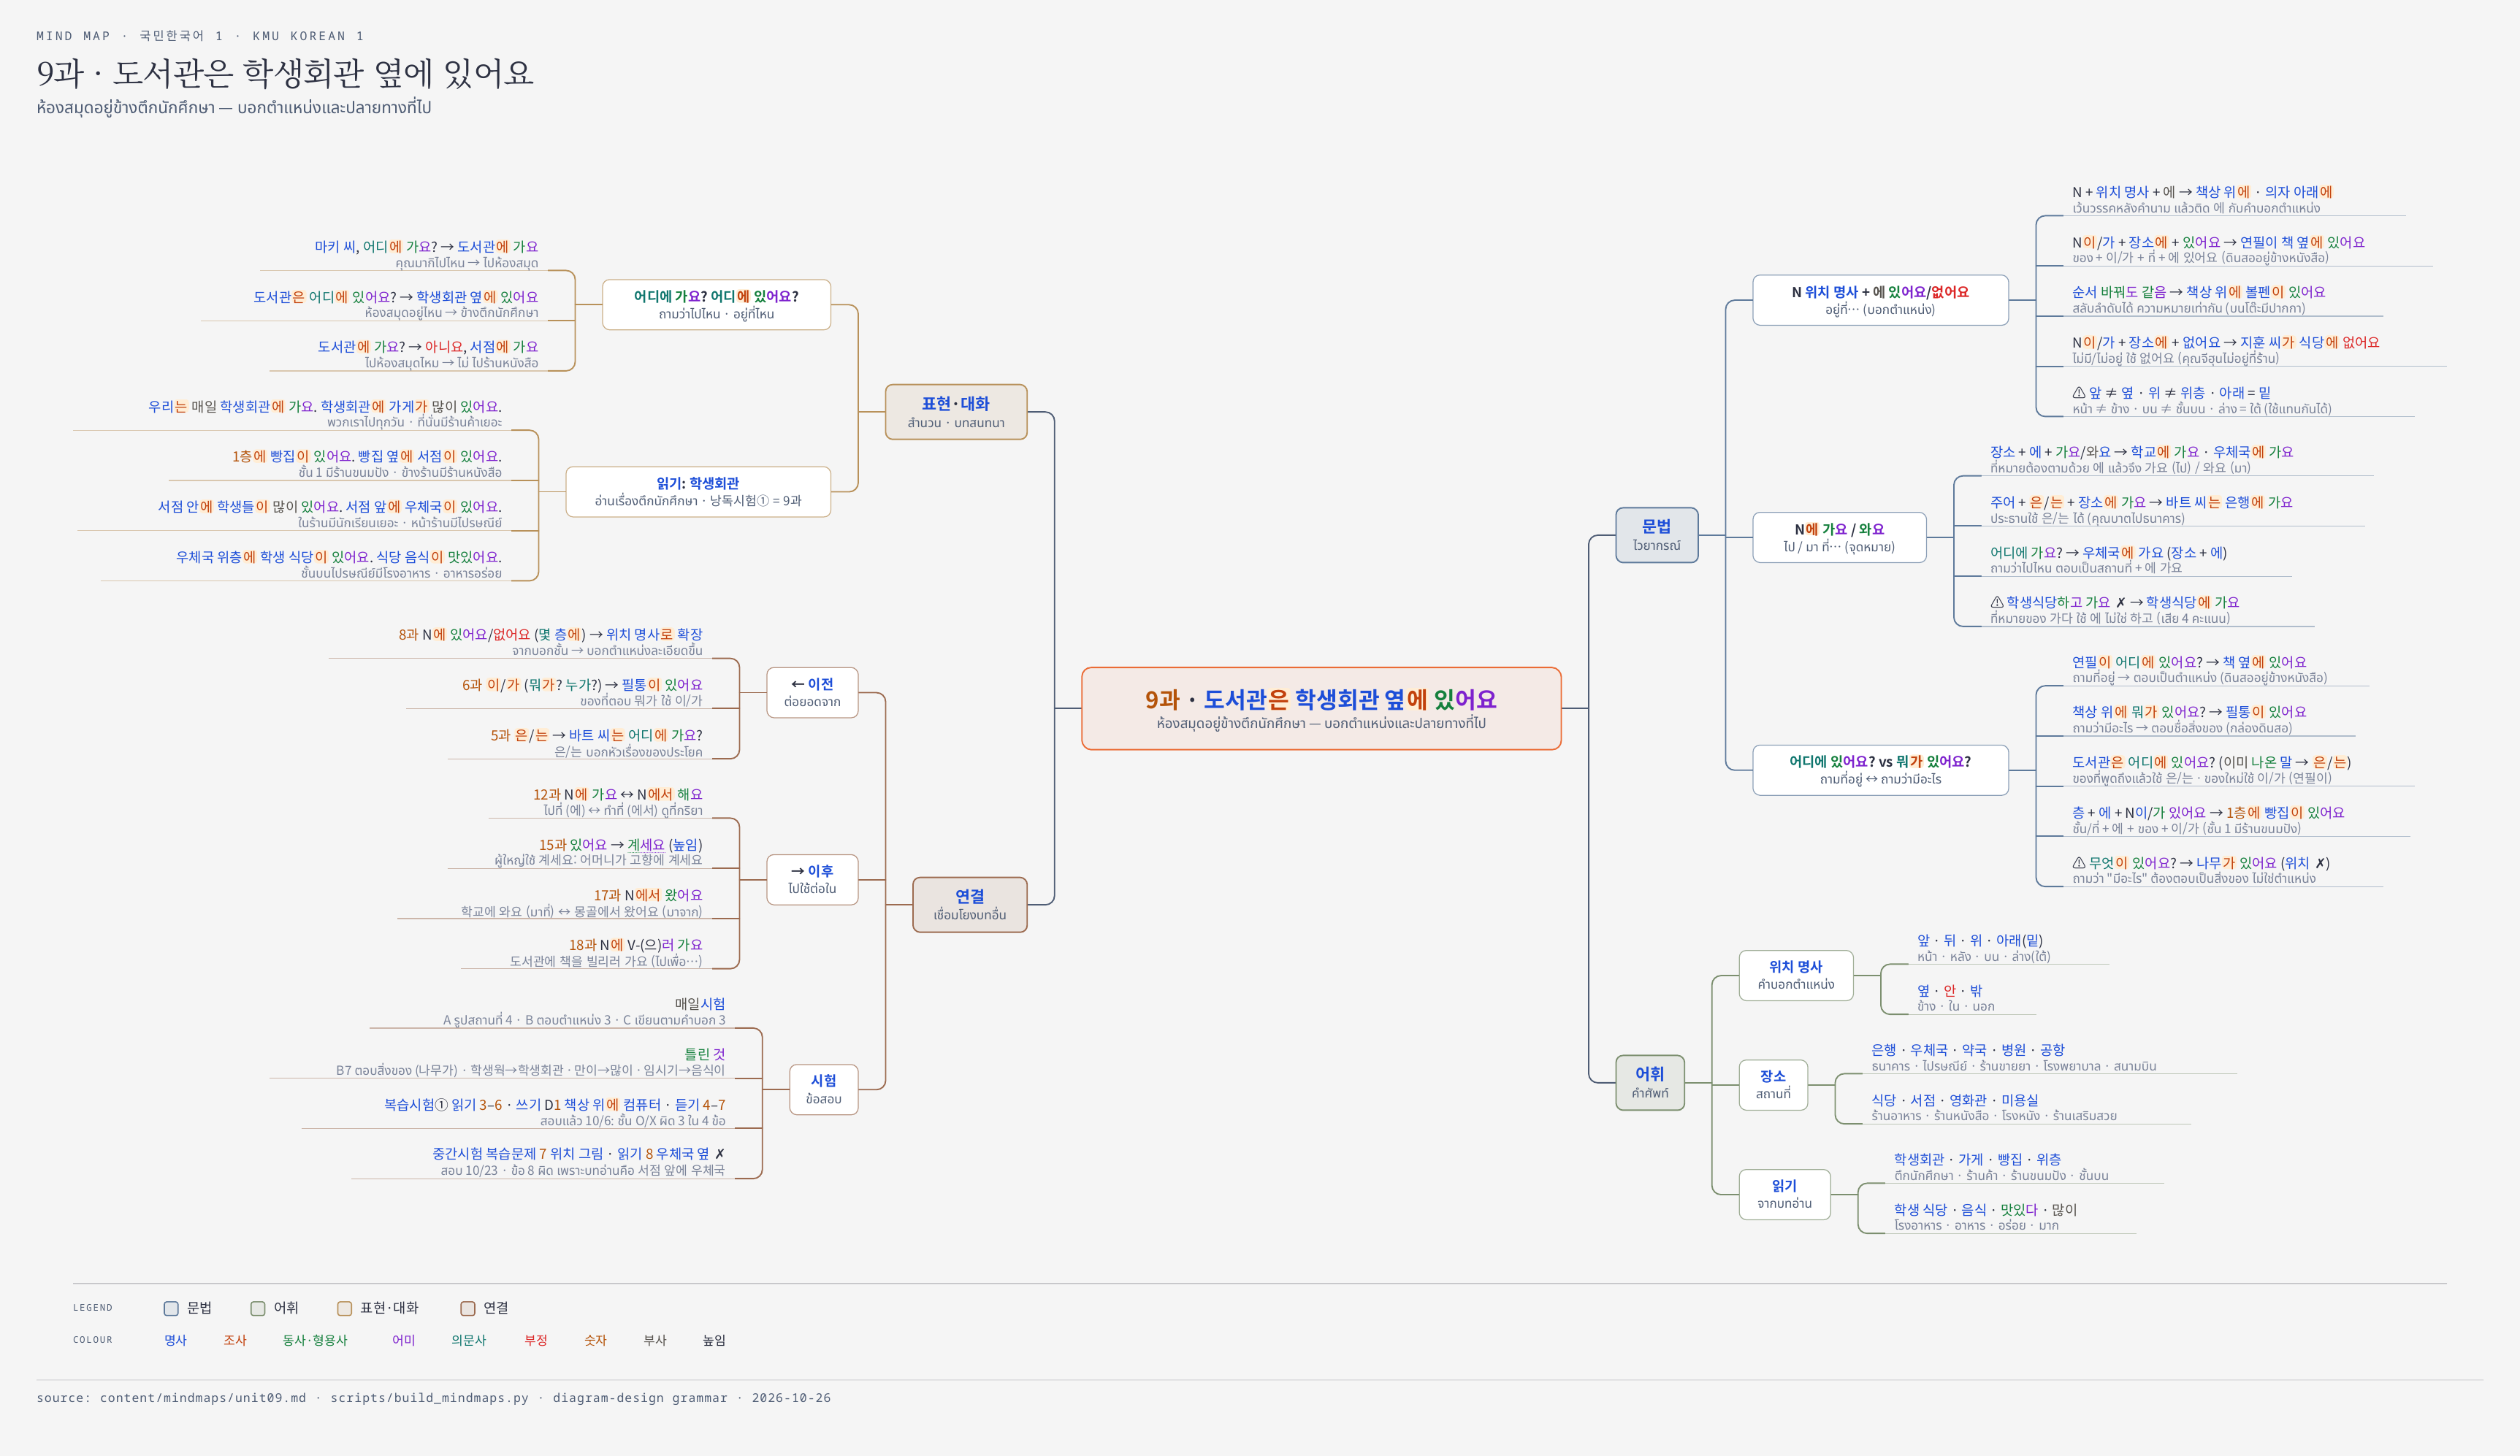 MIND MAP · 국민한국어 1 · KMU KOREAN 1
9과 · 도서관은 학생회관 옆에 있어요
ห้องสมุดอยู่ข้างตึกนักศึกษา — บอกตำแหน่งและปลายทางที่ไป
마키 씨, 어디에 가요? → 도서관에 가요
คุณมากิไปไหน → ไปห้องสมุด
도서관은 어디에 있어요? → 학생회관 옆에 있어요
ห้องสมุดอยู่ไหน → ข้างตึกนักศึกษา
도서관에 가요? → 아니요, 서점에 가요
ไปห้องสมุดไหม → ไม่ ไปร้านหนังสือ
어디에 가요? 어디에 있어요?
ถามว่าไปไหน · อยู่ที่ไหน
우리는 매일 학생회관에 가요. 학생회관에 가게가 많이 있어요.
พวกเราไปทุกวัน · ที่นั่นมีร้านค้าเยอะ
1층에 빵집이 있어요. 빵집 옆에 서점이 있어요.
ชั้น 1 มีร้านขนมปัง · ข้างร้านมีร้านหนังสือ
서점 안에 학생들이 많이 있어요. 서점 앞에 우체국이 있어요.
ในร้านมีนักเรียนเยอะ · หน้าร้านมีไปรษณีย์
우체국 위층에 학생 식당이 있어요. 식당 음식이 맛있어요.
ชั้นบนไปรษณีย์มีโรงอาหาร · อาหารอร่อย
읽기: 학생회관
อ่านเรื่องตึกนักศึกษา · 낭독시험① = 9과
표현·대화
สำนวน · บทสนทนา
8과 N에 있어요/없어요 (몇 층에) → 위치 명사로 확장
จากบอกชั้น → บอกตำแหน่งละเอียดขึ้น
6과 이/가 (뭐가? 누가?) → 필통이 있어요
ของที่ตอบ 뭐가 ใช้ 이/가
5과 은/는 → 바트 씨는 어디에 가요?
은/는 บอกหัวเรื่องของประโยค
← 이전
ต่อยอดจาก
12과 N에 가요 ↔ N에서 해요
ไปที่ (에) ↔ ทำที่ (에서) ดูที่กริยา
15과 있어요 → 계세요 (높임)
ผู้ใหญ่ใช้ 계세요: 어머니가 고향에 계세요
17과 N에서 왔어요
학교에 와요 (มาที่) ↔ 몽골에서 왔어요 (มาจาก)
18과 N에 V-(으)러 가요
도서관에 책을 빌리러 가요 (ไปเพื่อ…)
→ 이후
ไปใช้ต่อใน
연결
เชื่อมโยงบทอื่น
매일시험
A รูปสถานที่ 4 · B ตอบตำแหน่ง 3 · C เขียนตามคำบอก 3
틀린 것
B7 ตอบสิ่งของ (나무가) · 학생웍→학생회관 · 만이→많이 · 임시기→음식이
복습시험① 읽기 3–6 · 쓰기 D1 책상 위에 컴퓨터 · 듣기 4–7
สอบแล้ว 10/6: ชั้น O/X ผิด 3 ใน 4 ข้อ
중간시험 복습문제 7 위치 그림 · 읽기 8 우체국 옆 ✗
สอบ 10/23 · ข้อ 8 ผิด เพราะบทอ่านคือ 서점 앞에 우체국
시험
ข้อสอบ
9과 · 도서관은 학생회관 옆에 있어요
ห้องสมุดอยู่ข้างตึกนักศึกษา — บอกตำแหน่งและปลายทางที่ไป
문법
ไวยากรณ์
N 위치 명사 + 에 있어요/없어요
อยู่ที่… (บอกตำแหน่ง)
N + 위치 명사 + 에 → 책상 위에 · 의자 아래에
เว้นวรรคหลังคำนาม แล้วติด 에 กับคำบอกตำแหน่ง
N이/가 + 장소에 + 있어요 → 연필이 책 옆에 있어요
ของ + 이/가 + ที่ + 에 있어요 (ดินสออยู่ข้างหนังสือ)
순서 바꿔도 같음 → 책상 위에 볼펜이 있어요
สลับลำดับได้ ความหมายเท่ากัน (บนโต๊ะมีปากกา)
N이/가 + 장소에 + 없어요 → 지훈 씨가 식당에 없어요
ไม่มี/ไม่อยู่ ใช้ 없어요 (คุณจีฮุนไม่อยู่ที่ร้าน)
⚠ 앞 ≠ 옆 · 위 ≠ 위층 · 아래 = 밑
หน้า ≠ ข้าง · บน ≠ ชั้นบน · ล่าง = ใต้ (ใช้แทนกันได้)
N에 가요 / 와요
ไป / มา ที่… (จุดหมาย)
장소 + 에 + 가요/와요 → 학교에 가요 · 우체국에 가요
ที่หมายต้องตามด้วย 에 แล้วจึง 가요 (ไป) / 와요 (มา)
주어 + 은/는 + 장소에 가요 → 바트 씨는 은행에 가요
ประธานใช้ 은/는 ได้ (คุณบาตไปธนาคาร)
어디에 가요? → 우체국에 가요 (장소 + 에)
ถามว่าไปไหน ตอบเป็นสถานที่ + 에 가요
⚠ 학생식당하고 가요 ✗ → 학생식당에 가요
ที่หมายของ 가다 ใช้ 에 ไม่ใช่ 하고 (เสีย 4 คะแนน)
어디에 있어요? vs 뭐가 있어요?
ถามที่อยู่ ↔ ถามว่ามีอะไร
연필이 어디에 있어요? → 책 옆에 있어요
ถามที่อยู่ → ตอบเป็นตำแหน่ง (ดินสออยู่ข้างหนังสือ)
책상 위에 뭐가 있어요? → 필통이 있어요
ถามว่ามีอะไร → ตอบชื่อสิ่งของ (กล่องดินสอ)
도서관은 어디에 있어요? (이미 나온 말 → 은/는)
ของที่พูดถึงแล้วใช้ 은/는 · ของใหม่ใช้ 이/가 (연필이)
층 + 에 + N이/가 있어요 → 1층에 빵집이 있어요
ชั้น/ที่ + 에 + ของ + 이/가 (ชั้น 1 มีร้านขนมปัง)
⚠ 무엇이 있어요? → 나무가 있어요 (위치 ✗)
ถามว่า "มีอะไร" ต้องตอบเป็นสิ่งของ ไม่ใช่ตำแหน่ง
어휘
คำศัพท์
위치 명사
คำบอกตำแหน่ง
앞 · 뒤 · 위 · 아래(밑)
หน้า · หลัง · บน · ล่าง(ใต้)
옆 · 안 · 밖
ข้าง · ใน · นอก
장소
สถานที่
은행 · 우체국 · 약국 · 병원 · 공항
ธนาคาร · ไปรษณีย์ · ร้านขายยา · โรงพยาบาล · สนามบิน
식당 · 서점 · 영화관 · 미용실
ร้านอาหาร · ร้านหนังสือ · โรงหนัง · ร้านเสริมสวย
읽기
จากบทอ่าน
학생회관 · 가게 · 빵집 · 위층
ตึกนักศึกษา · ร้านค้า · ร้านขนมปัง · ชั้นบน
학생 식당 · 음식 · 맛있다 · 많이
โรงอาหาร · อาหาร · อร่อย · มาก
LEGEND 문법 어휘 표현·대화 연결
COLOUR 명사 조사 동사·형용사 어미 의문사 부정 숫자 부사 높임
source: content/mindmaps/unit09.md · scripts/build_mindmaps.py · diagram-design grammar · 2026-10-26